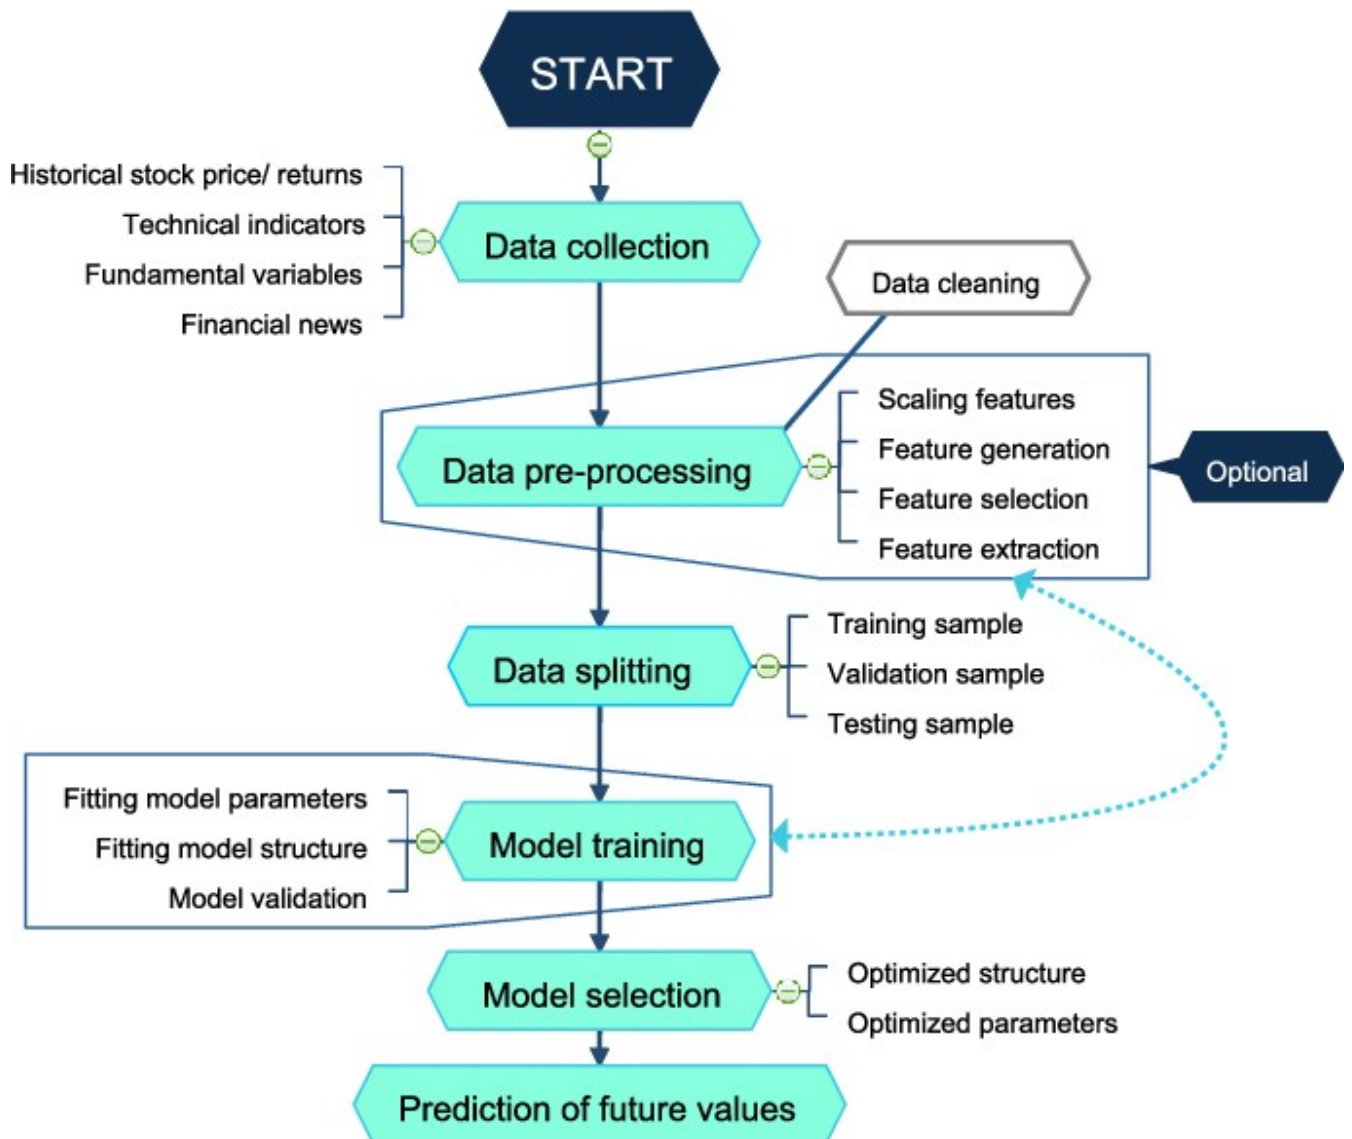 START
Historical stock price/ returns
Technical indicators
Fundamental variables
Financial news
Data collection
Data cleaning
Data pre-processing
Scaling features
Feature generation
Feature selection
Feature extraction
Optional
Data splitting
Training sample
Validation sample
Testing sample
Fitting model parameters
Fitting model structure
Model validation
Model training
Model selection
Optimized structure
Optimized parameters
Prediction of future values